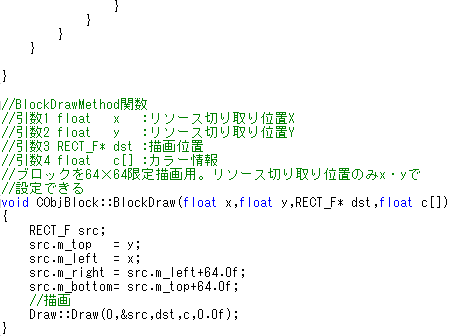 }
}
}
}
}
//BlockDrawMethod関数
//引数1 float   x   :リソース切り取り位置X
//引数2 float   y   :リソース切り取り位置Y
//引数3 RECT_F* dst :描画位置
//引数4 float   c[] :カラー情報
//ブロックを64×64限定描画用。リソース切り取り位置のみx・yで
//設定できる
void CObjBlock::BlockDraw(float x,float y,RECT_F* dst,float c[])
{
    RECT_F src;
    src.m_top   = y;
    src.m_left  = x;
    src.m_right = src.m_left+64.0f;
    src.m_bottom= src.m_top+64.0f;
    //描画
    Draw::Draw(0,&src,dst,c,0.0f);
}